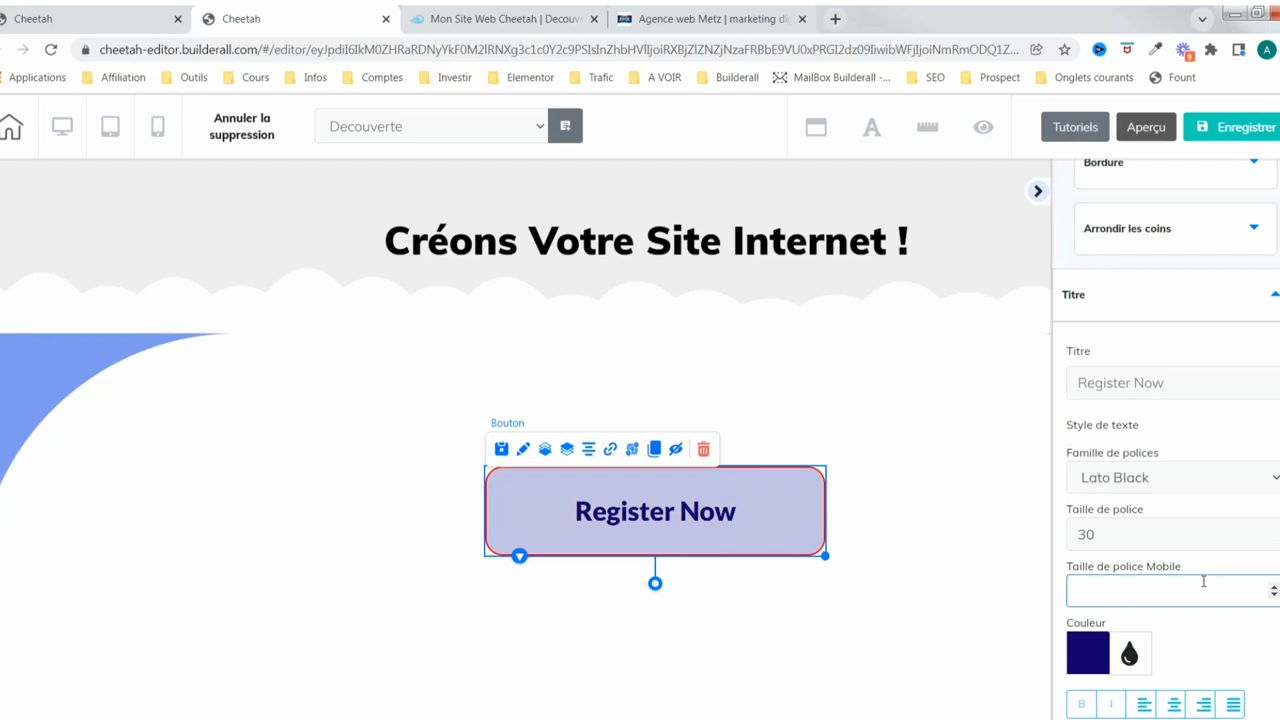 Cheetah
Cheetah
Mon Site Web Cheetah | Decouv
Agence web Metz | marketing di
cheetah-editor.builderall.com/#/editor/
Applications
Affiliation
Outils
Cours
Infos
Comptes
Investir
Elementor
Trafic
A VOIR
Builderall
MailBox Builderall -...
SEO
Prospect
Onglets courants
Fount
9
A
Annuler la
suppression
Decouverte
A
Tutoriels
Aperçu
Enregistrer
Bordure
Créons Votre Site Internet !
Arrondir les coins
Titre
Titre
Register Now
Style de texte
Bouton
Famille de polices
Lato Black
Register Now
Taille de police
30
Taille de police Mobile
Couleur
B I